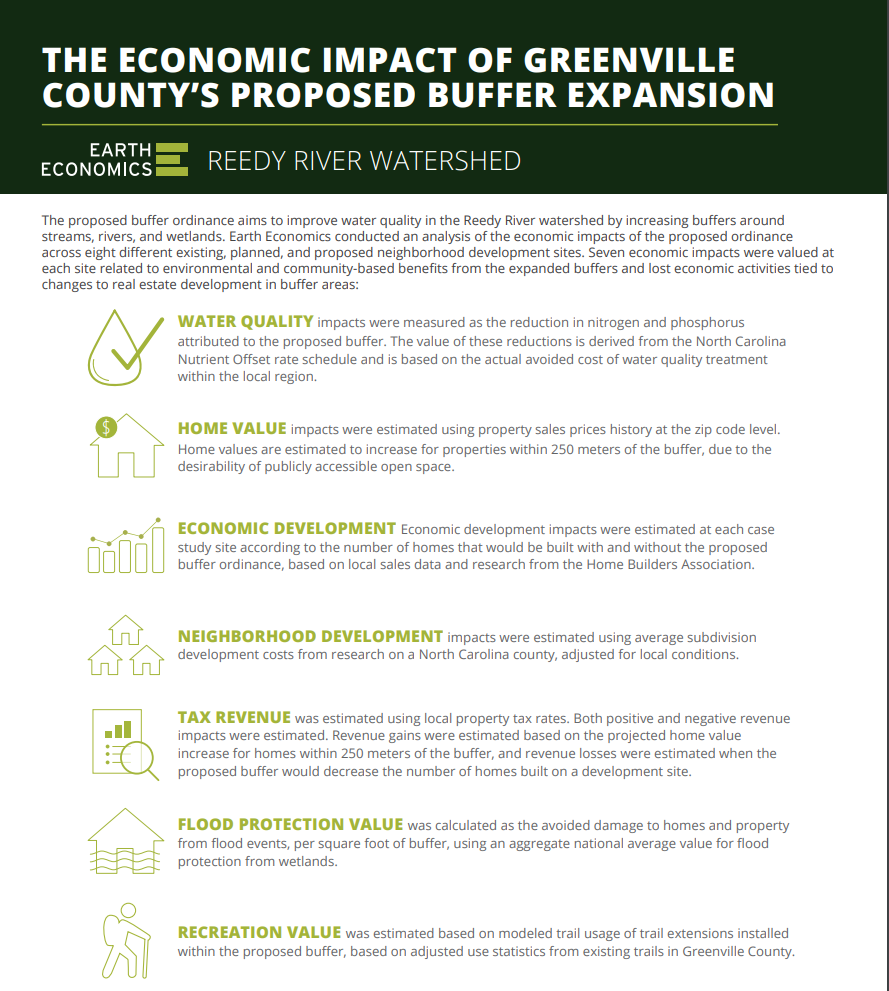 THE ECONOMIC IMPACT OF GREENVILLE
COUNTY'S PROPOSED BUFFER EXPANSION
EARTH
ECONOMICS
REEDY RIVER WATERSHED
The proposed buffer ordinance aims to improve water quality in the Reedy River watershed by increasing buffers around
streams, rivers, and wetlands. Earth Economics conducted an analysis of the economic impacts of the proposed ordinance
across eight different existing, planned, and proposed neighborhood development sites. Seven economic impacts were valued at
each site related to environmental and community-based benefits from the expanded buffers and lost economic activities tied to
changes to real estate development in buffer areas:
WATER QUALITY impacts were measured as the reduction in nitrogen and phosphorus
attributed to the proposed buffer. The value of these reductions is derived from the North Carolina
Nutrient Offset rate schedule and is based on the actual avoided cost of water quality treatment
within the local region.
$
HOME VALUE impacts were estimated using property sales prices history at the zip code level.
Home values are estimated to increase for properties within 250 meters of the buffer, due to the
desirability of publicly accessible open space.
ECONOMIC DEVELOPMENT Economic development impacts were estimated at each case
study site according to the number of homes that would be built with and without the proposed
buffer ordinance, based on local sales data and research from the Home Builders Association.
NEIGHBORHOOD DEVELOPMENT impacts were estimated using average subdivision
development costs from research on a North Carolina county, adjusted for local conditions.
TAX REVENUE was estimated using local property tax rates. Both positive and negative revenue
impacts were estimated. Revenue gains were estimated based on the projected home value
increase for homes within 250 meters of the buffer, and revenue losses were estimated when the
proposed buffer would decrease the number of homes built on a development site.
FLOOD PROTECTION VALUE was calculated as the avoided damage to homes and property
from flood events, per square foot of buffer, using an aggregate national average value for flood
protection from wetlands.
RECREATION VALUE was estimated based on modeled trail usage of trail extensions installed
within the proposed buffer, based on adjusted use statistics from existing trails in Greenville County.